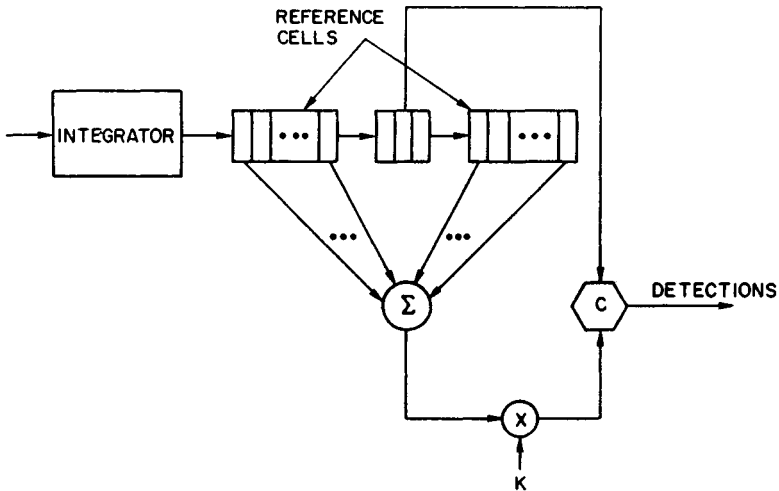 REFERENCE
CELLS
INTEGRATOR
•••
•••
•••
•••
Σ
C
DETECTIONS
X
K